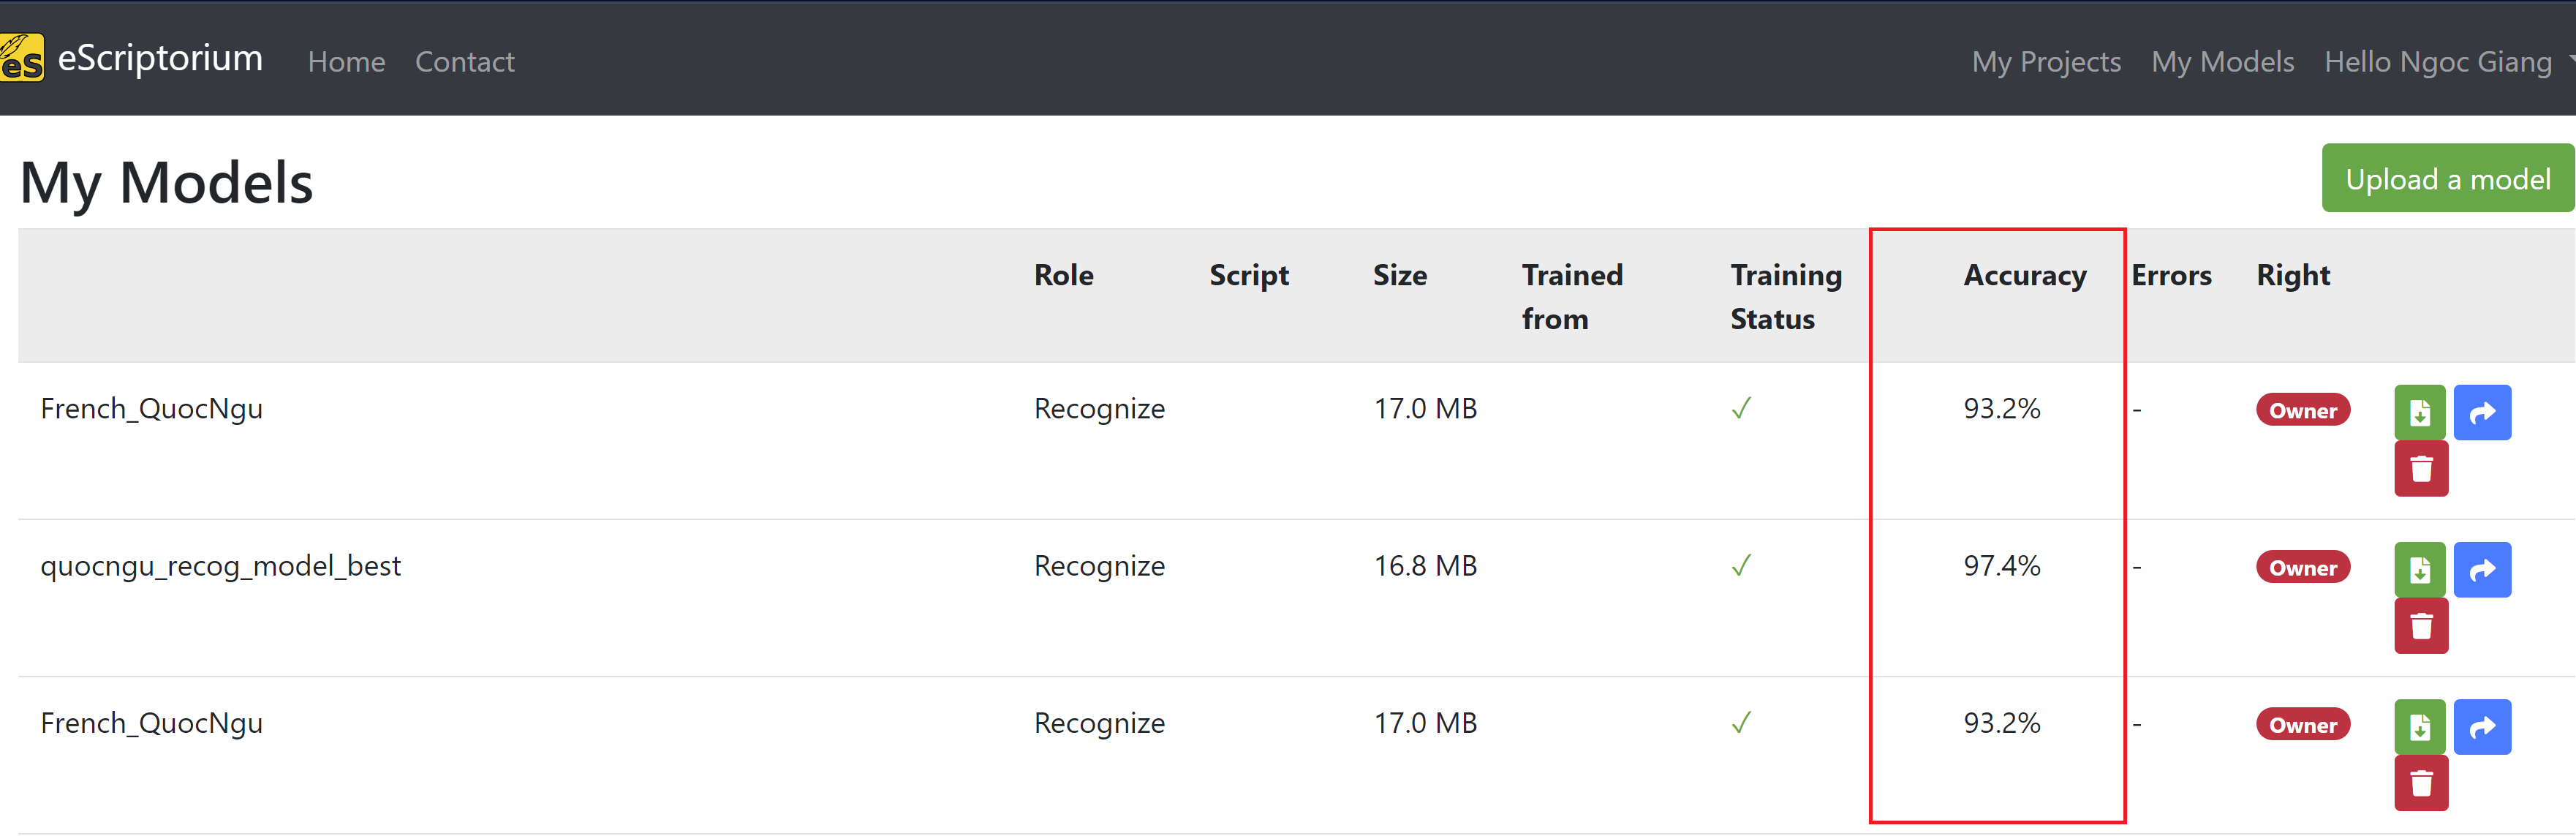 eS eScriptorium Home Contact My Projects My Models Hello Ngoc Giang
My Models
Upload a model
Role Script Size Trained from Training Status Accuracy Errors Right
French_QuocNgu Recognize 17.0 MB ✓ 93.2% - Owner
quocngu_recog_model_best Recognize 16.8 MB ✓ 97.4% - Owner
French_QuocNgu Recognize 17.0 MB ✓ 93.2% - Owner